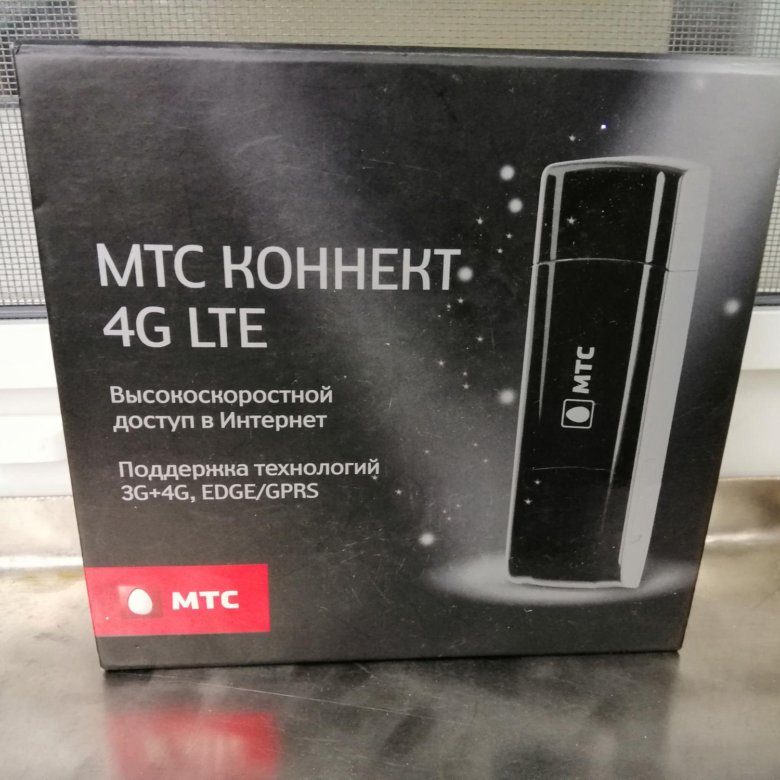 МТС КОННЕКТ
4G LTE
Высокоскоростной
доступ в Интернет
Поддержка технологий
3G+4G, EDGE/GPRS
МТС
МТС